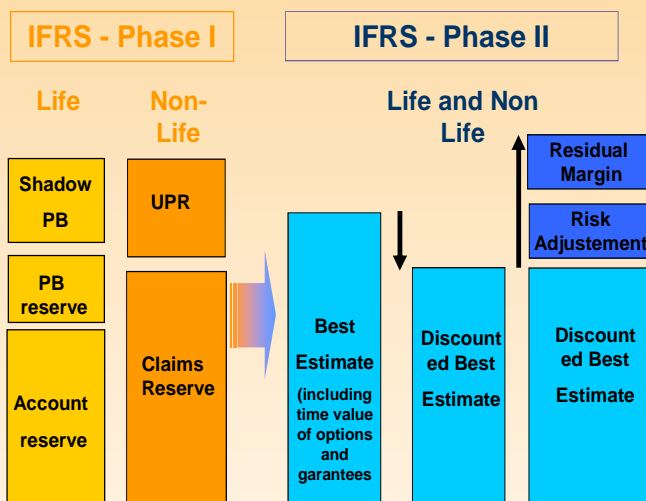 IFRS - Phase I
IFRS - Phase II
Life
Non-
Life
Life and Non
Life
Shadow
PB
PB
reserve
Account
reserve
UPR
Claims
Reserve
Best
Estimate
(including
time value
of options
and
garantees
Discount
ed Best
Estimate
Residual
Margin
Risk
Adjustement
Discount
ed Best
Estimate